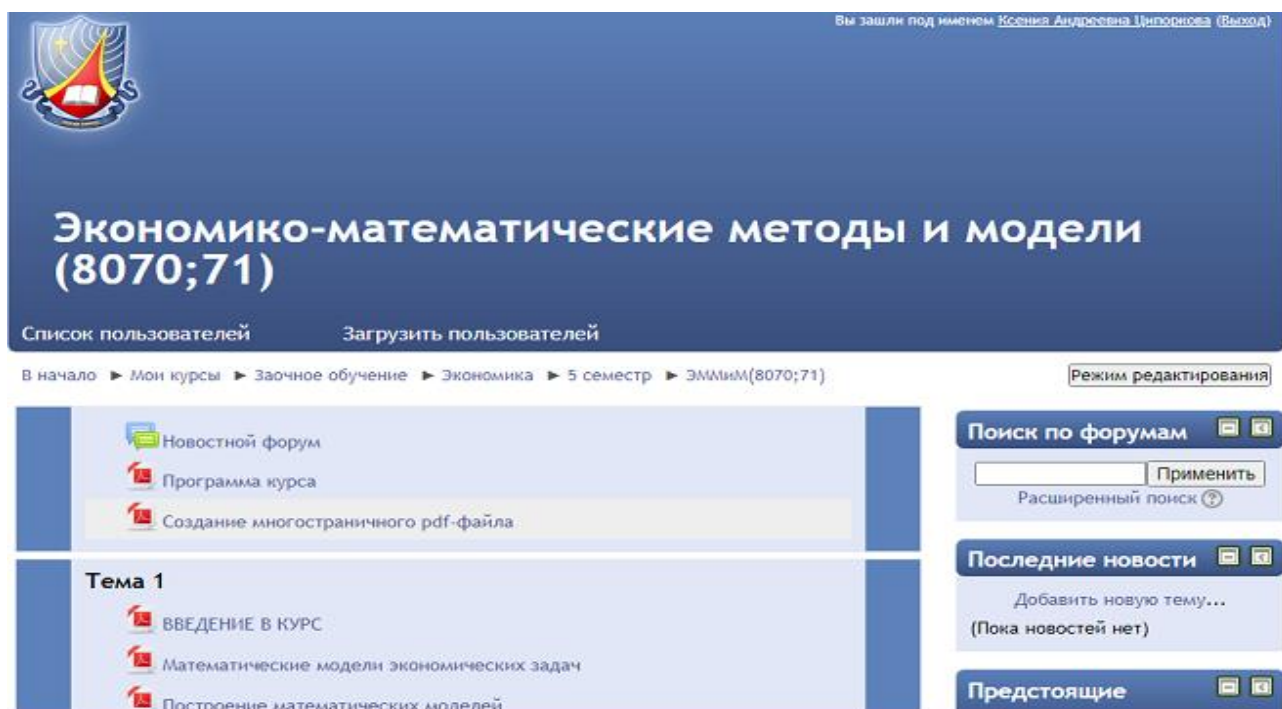 Вы зашли под именем Ксения Андреевна Ципоркова (Выход)
Экономико-математические методы и модели
(8070;71)
Список пользователей Загрузить пользователей
В начало ► Мои курсы ► Заочное обучение ► Экономика ► 5 семестр ► ЭММиМ(8070;71)
Режим редактирования
Новостной форум
Программа курса
Создание многостраничного pdf-файла
Тема 1
ВВЕДЕНИЕ В КУРС
Математические модели экономических задач
Построение математических моделей
Поиск по форумам
Применить
Расширенный поиск
Последние новости
Добавить новую тему...
(Пока новостей нет)
Предстоящие